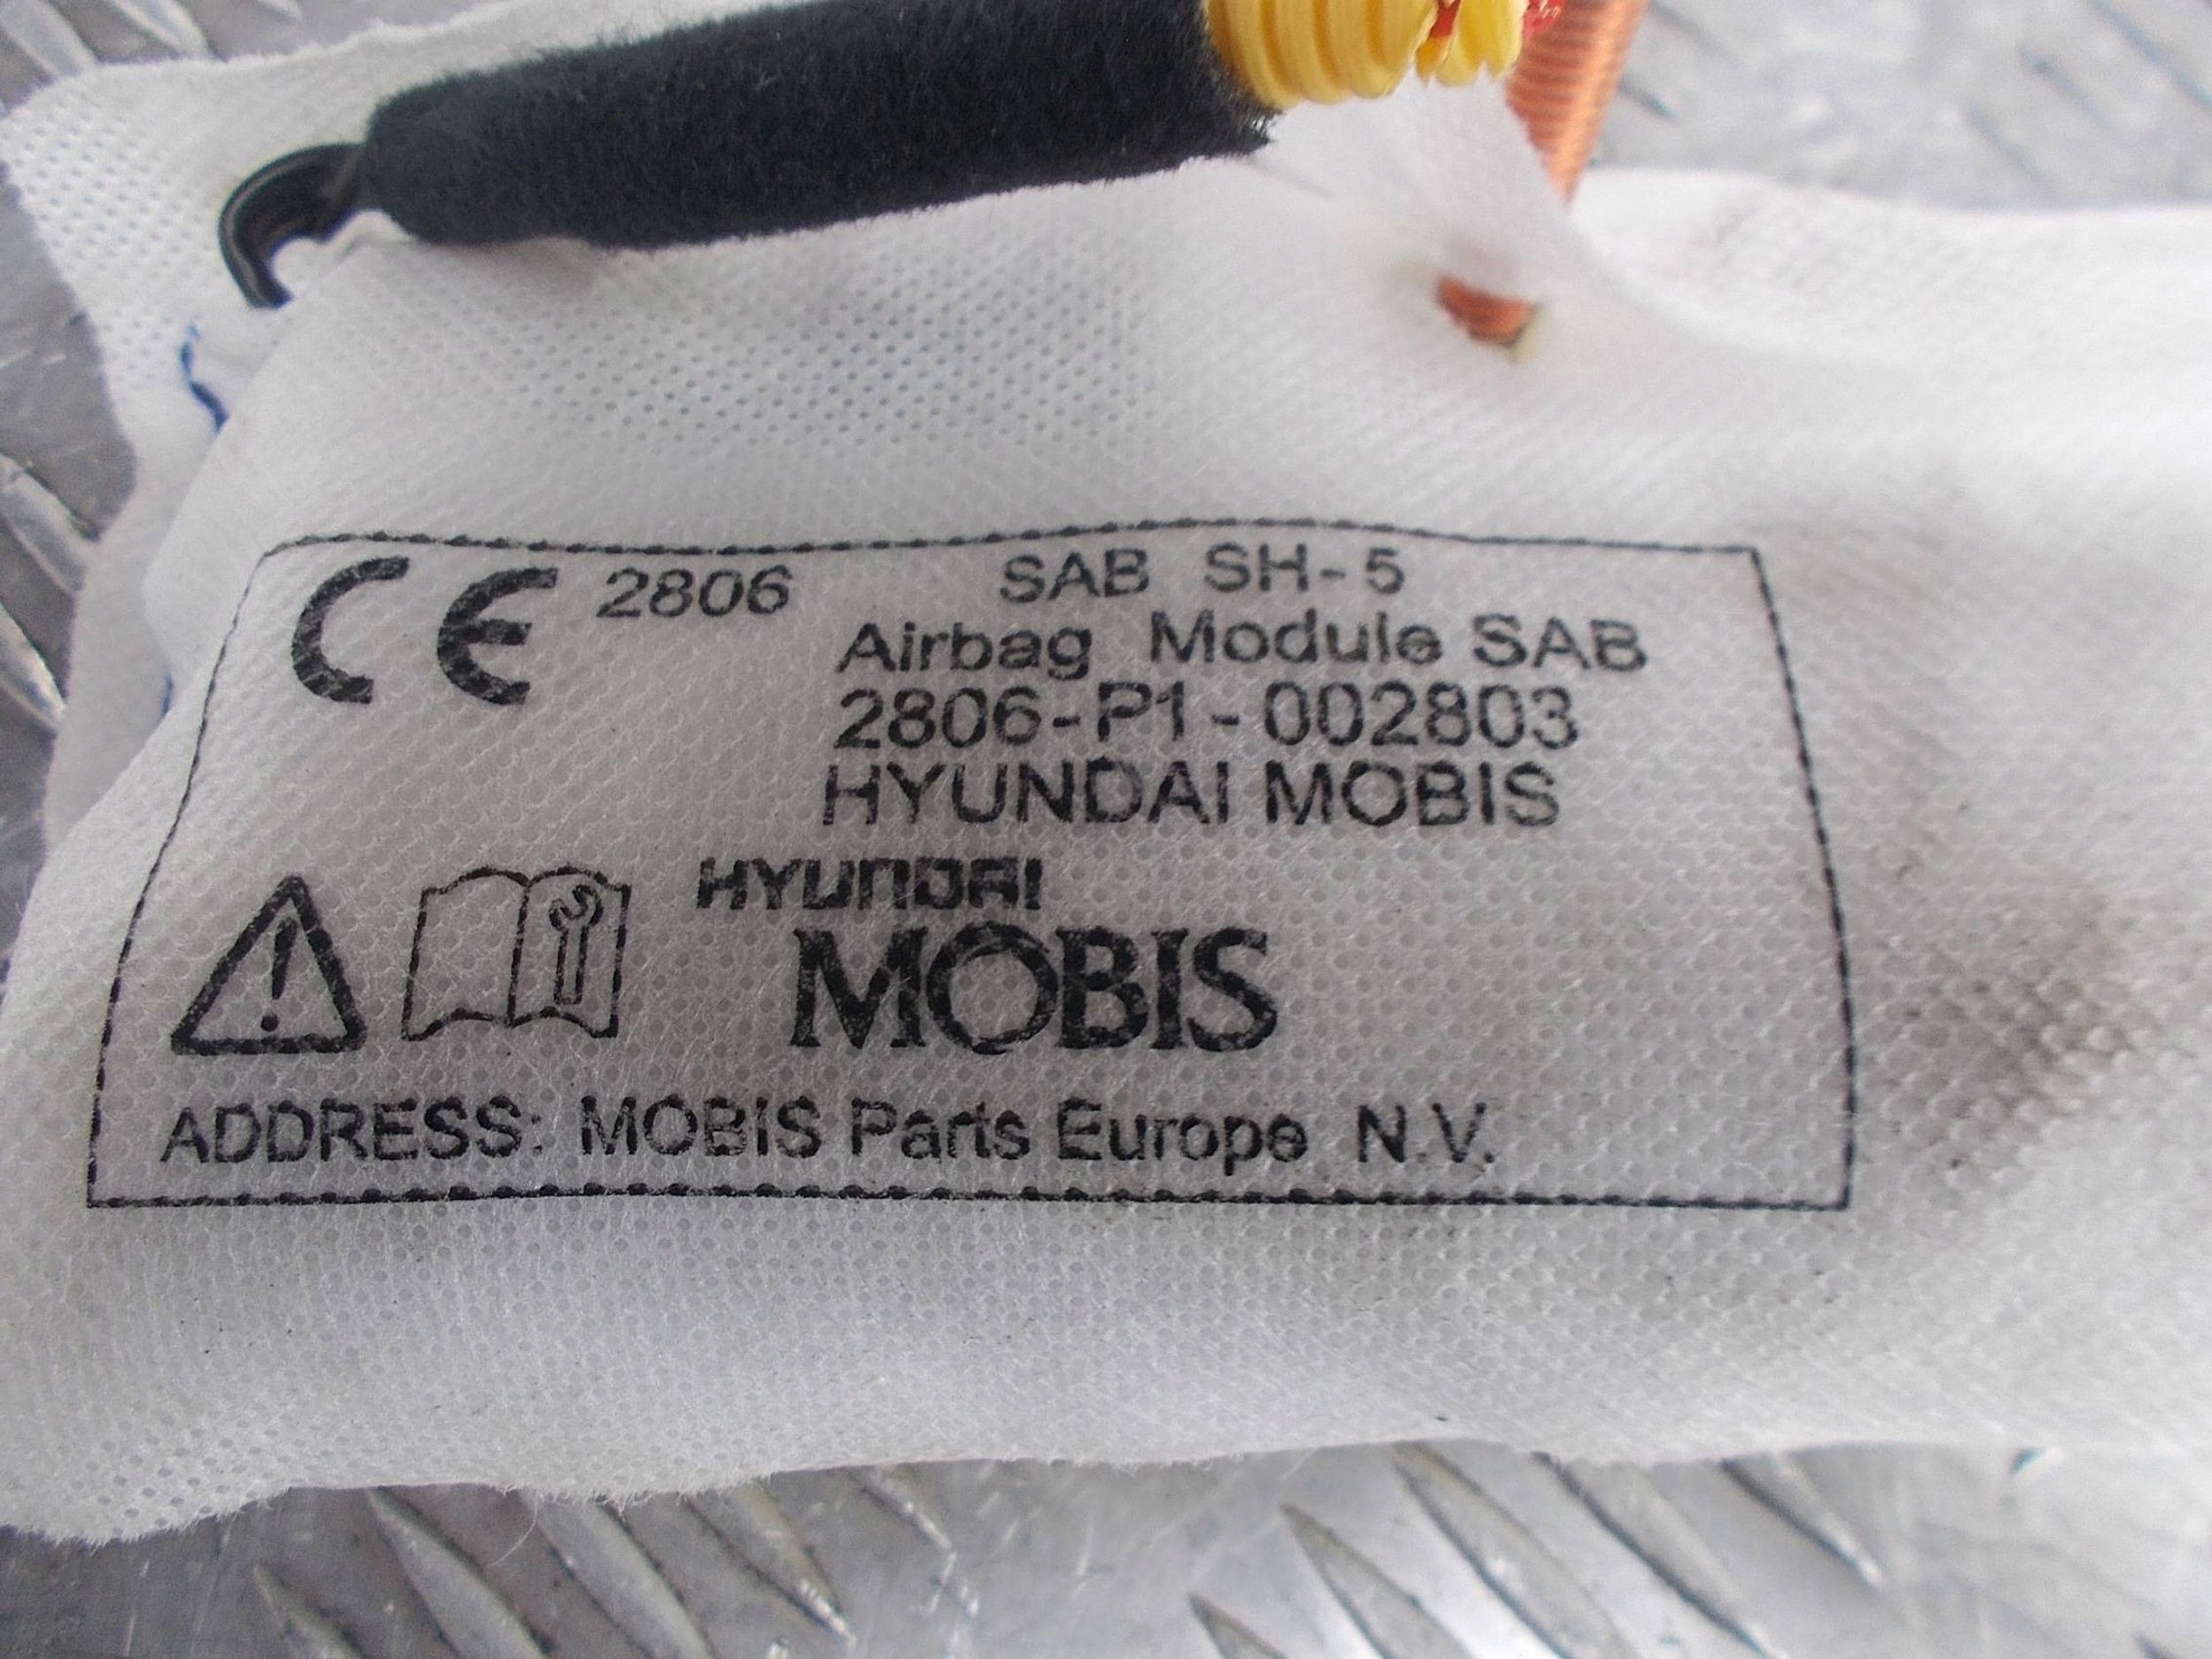 CE 2806 SAB SH-5
Airbag Module SAB
2806-P1-002803
HYUNDAI MOBIS
HYUNDAI
MOBIS
ADDRESS: MOBIS Parts Europe N.V.